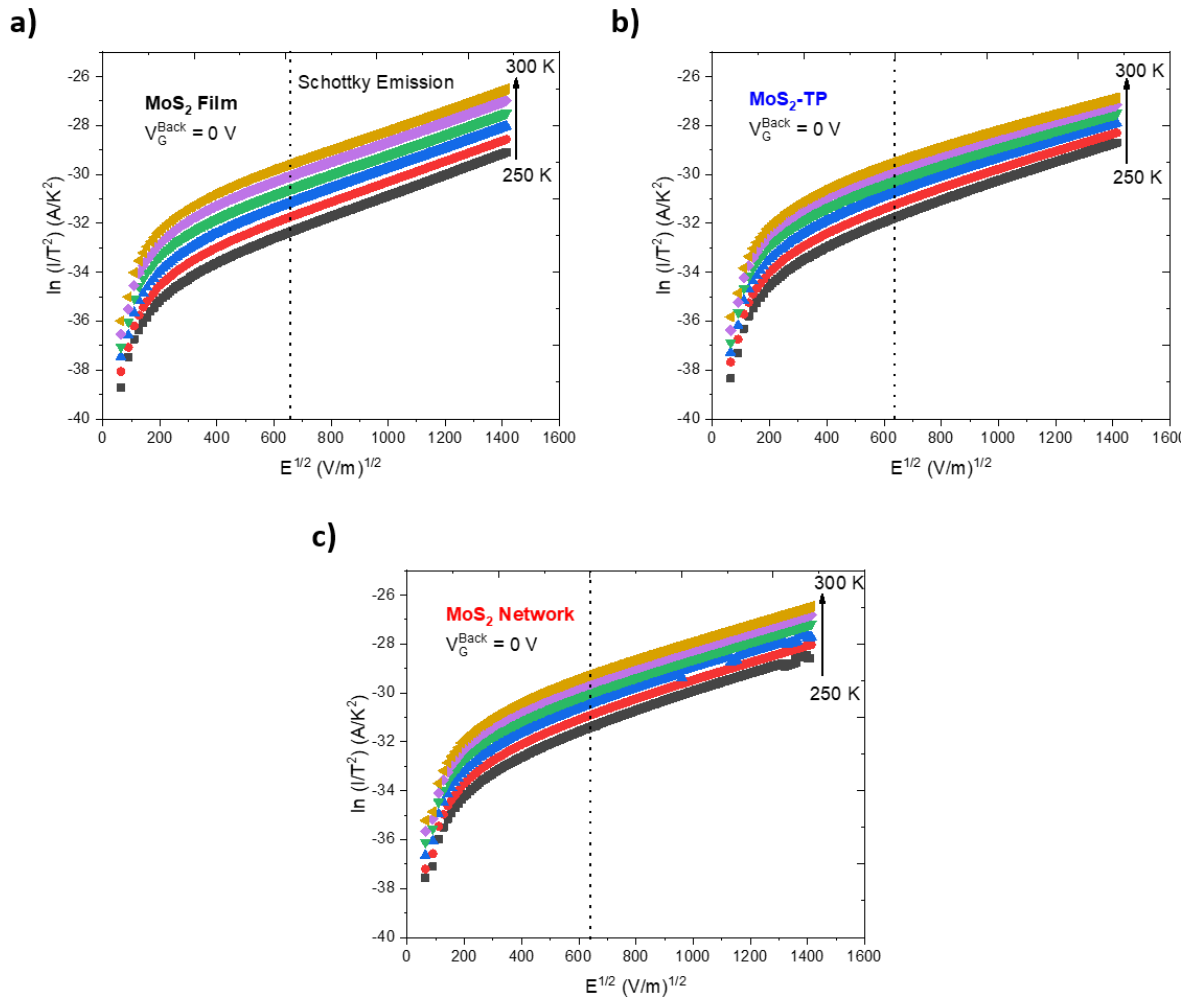 a)
MoS₂ Film
V_G^Back = 0 V
Schottky Emission
300 K
250 K
-26
-28
-30
-32
-34
-36
-38
-40
ln (I/T²) (A/K²)
0 200 400 600 800 1000 1200 1400 1600
E^1/2 (V/m)^1/2
b)
MoS₂-TP
V_G^Back = 0 V
300 K
250 K
-26
-28
-30
-32
-34
-36
-38
-40
ln (I/T²) (A/K²)
0 200 400 600 800 1000 1200 1400 1600
E^1/2 (V/m)^1/2
c)
MoS₂ Network
V_G^Back = 0 V
300 K
250 K
-26
-28
-30
-32
-34
-36
-38
-40
ln (I/T²) (A/K²)
0 200 400 600 800 1000 1200 1400 1600
E^1/2 (V/m)^1/2